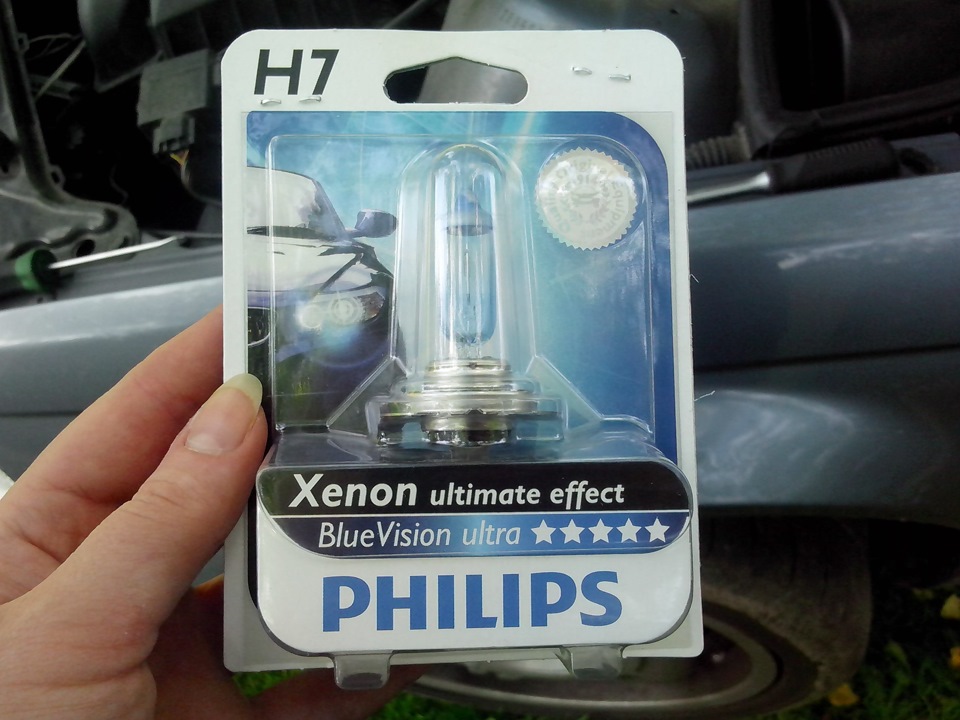 H7
Xenon ultimate effect
BlueVision ultra
PHILIPS